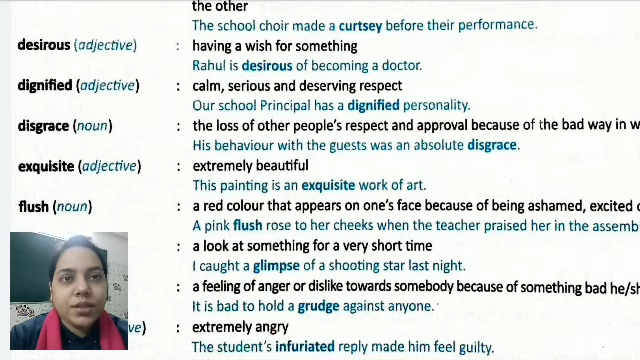 the other
The school choir made a curtsey before their performance.
desirous (adjective) : having a wish for something
Rahul is desirous of becoming a doctor.
dignified (adjective) : calm, serious and deserving respect
Our school Principal has a dignified personality.
disgrace (noun) : the loss of other people's respect and approval because of the bad way in w
His behaviour with the guests was an absolute disgrace.
exquisite (adjective) : extremely beautiful
This painting is an exquisite work of art.
flush (noun) : a red colour that appears on one's face because of being ashamed, excited
A pink flush rose to her cheeks when the teacher praised her in the assemb
: a look at something for a very short time
I caught a glimpse of a shooting star last night.
: a feeling of anger or dislike towards somebody because of something bad he/sh
It is bad to hold a grudge against anyone.
ve) : extremely angry
The student's infuriated reply made him feel guilty.